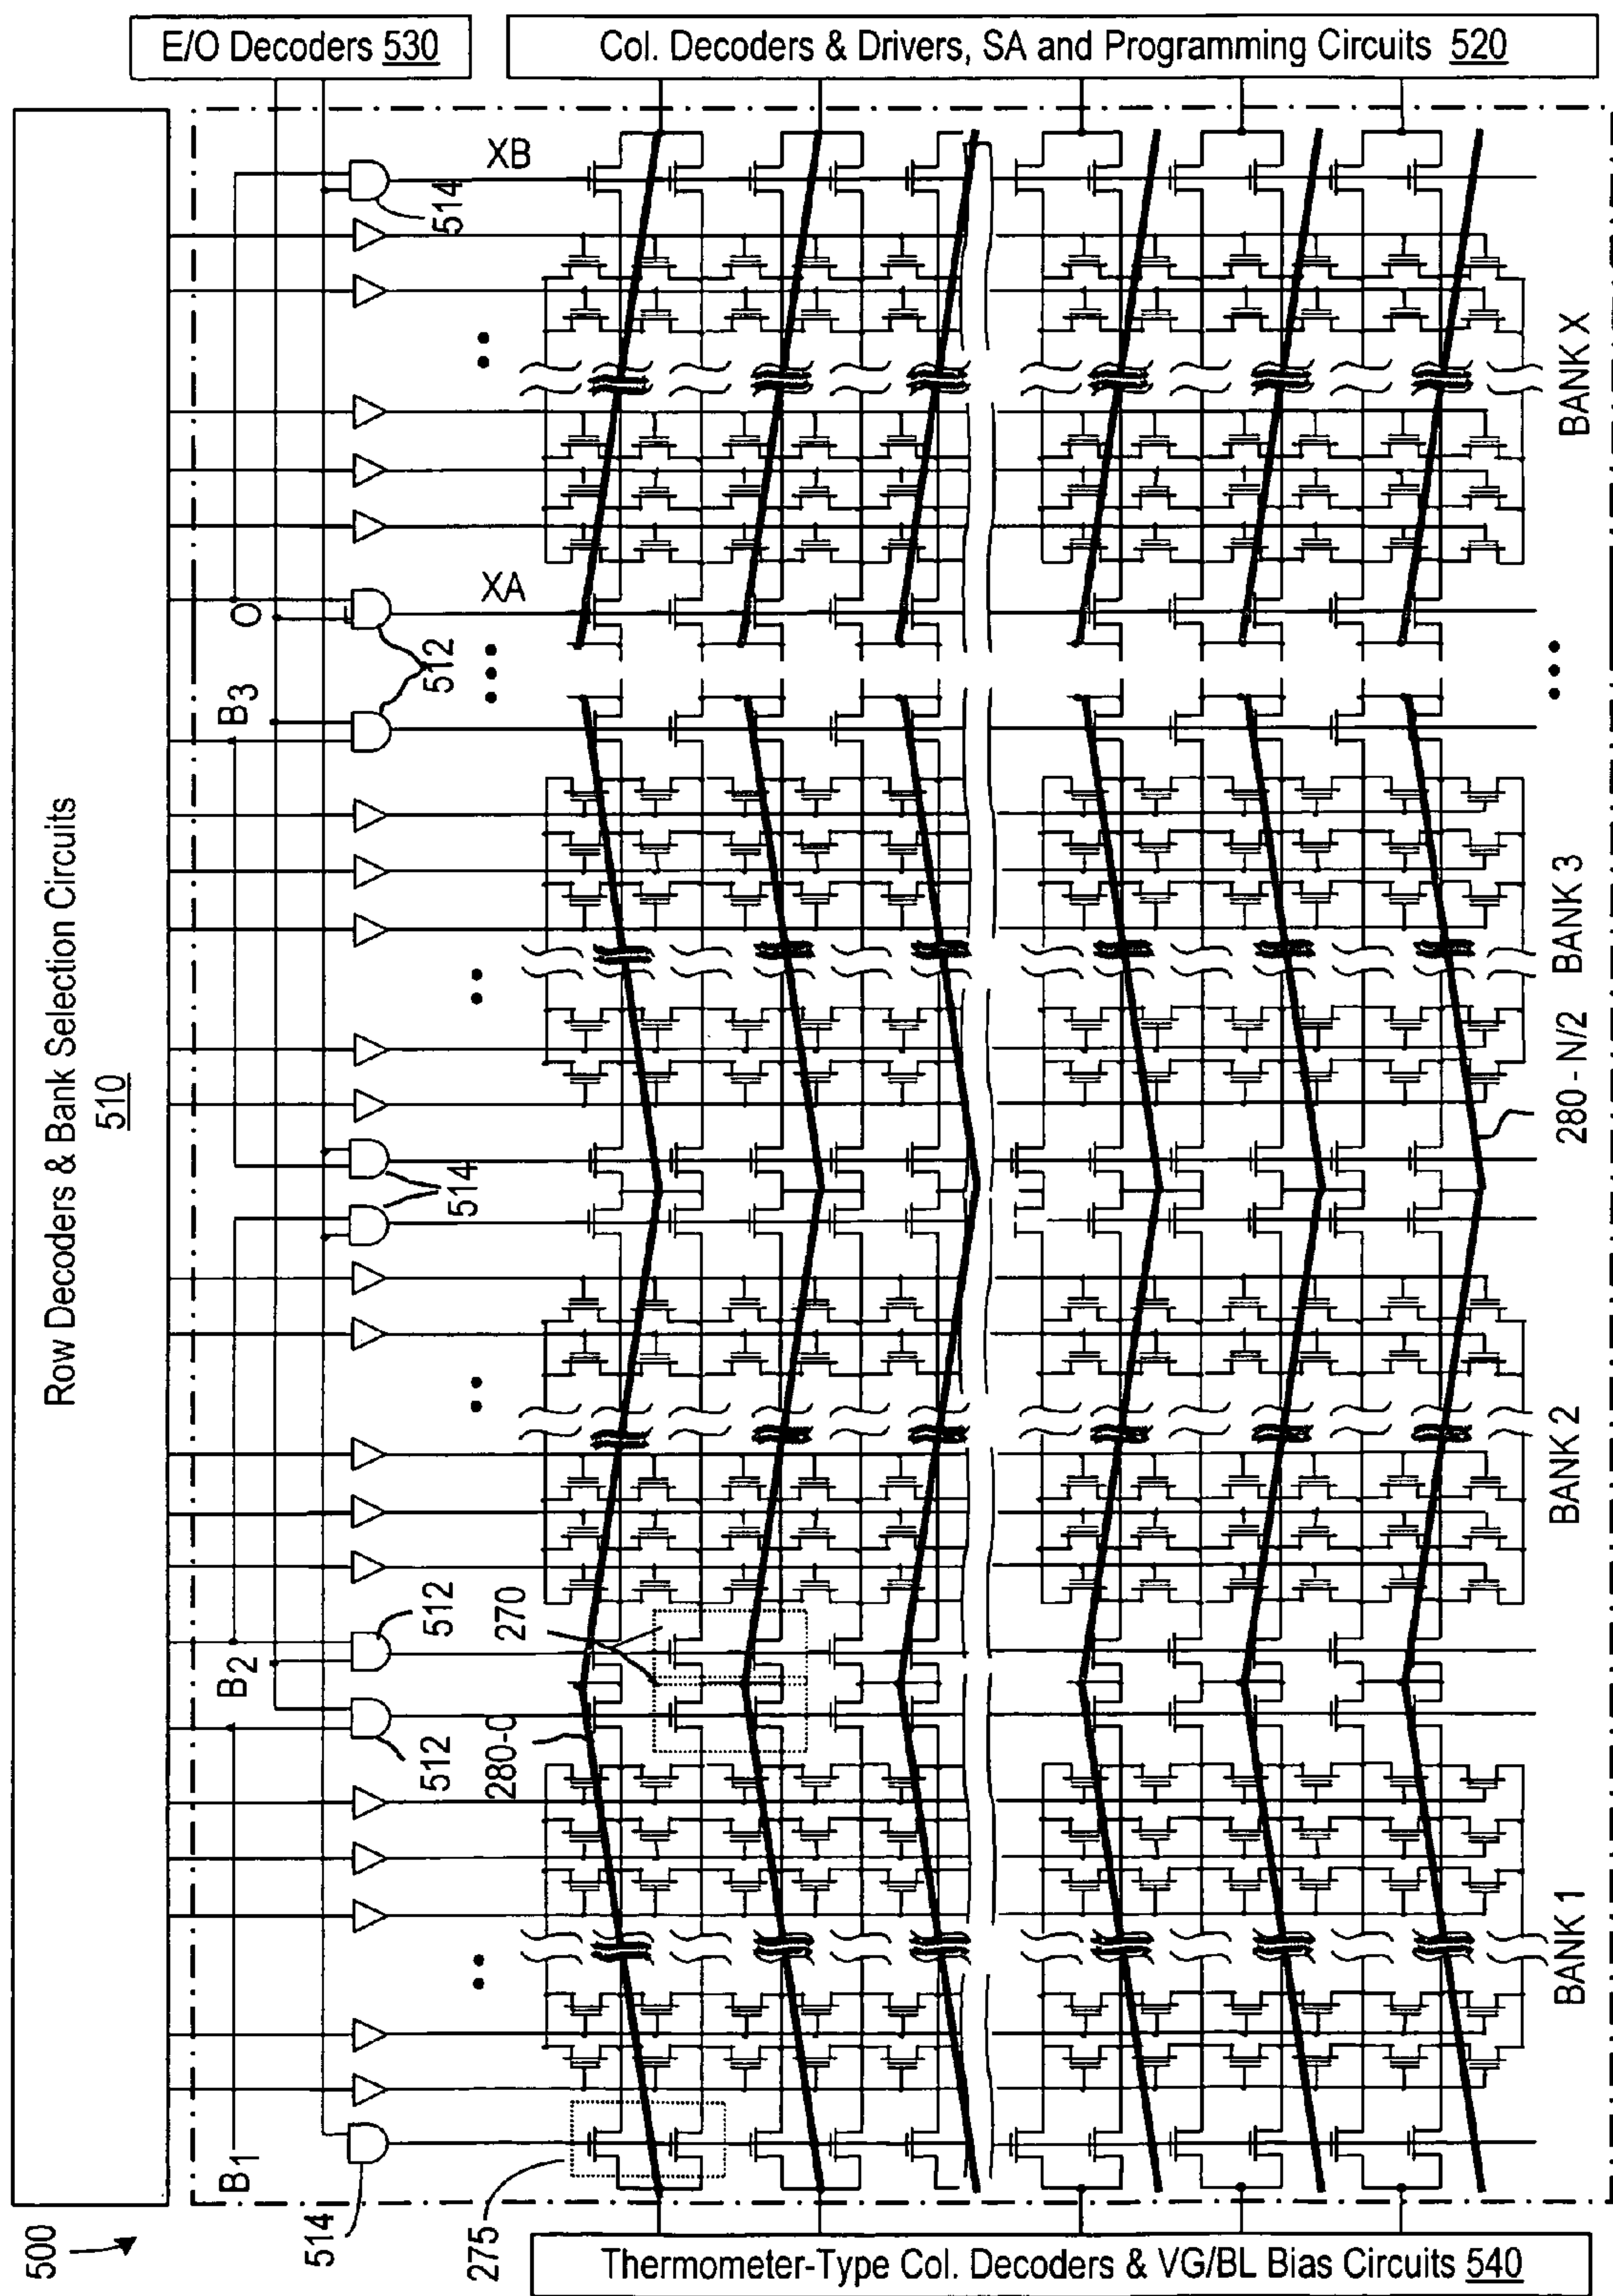 500
Row Decoders & Bank Selection Circuits
510
E/O Decoders 530
Col. Decoders & Drivers, SA and Programming Circuits 520
Thermometer-Type Col. Decoders & VG/BL Bias Circuits 540
B1
B2
B3
O
514
512
512
514
512
514
275
280-0
270
XA
XB
280 - N/2
BANK 1
BANK 2
BANK 3
BANK X